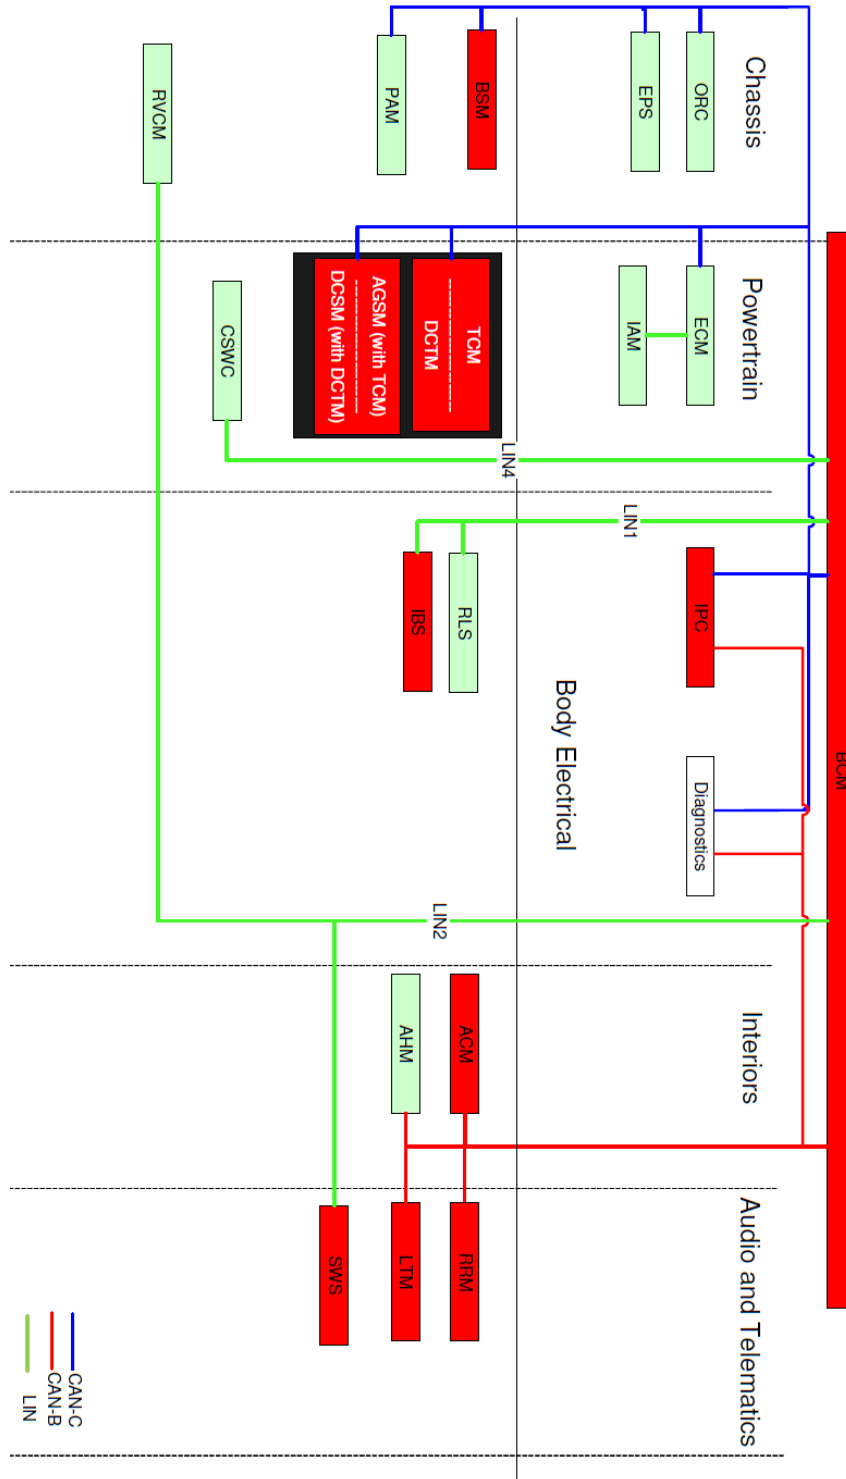 BCM
Chassis
Powertrain
Body Electrical
Interiors
Audio and Telematics
ORC
EPS
BSM
PAM
RVCM
ECM
IAM
TCM
DCTM
AGSM (with TCM)
DCSM (with DCTM)
CSWC
LIN4
LIN1
IPC
RLS
IBS
Diagnostics
LIN2
ACM
AHM
RRM
LTM
SWS
CAN-C
CAN-B
LIN